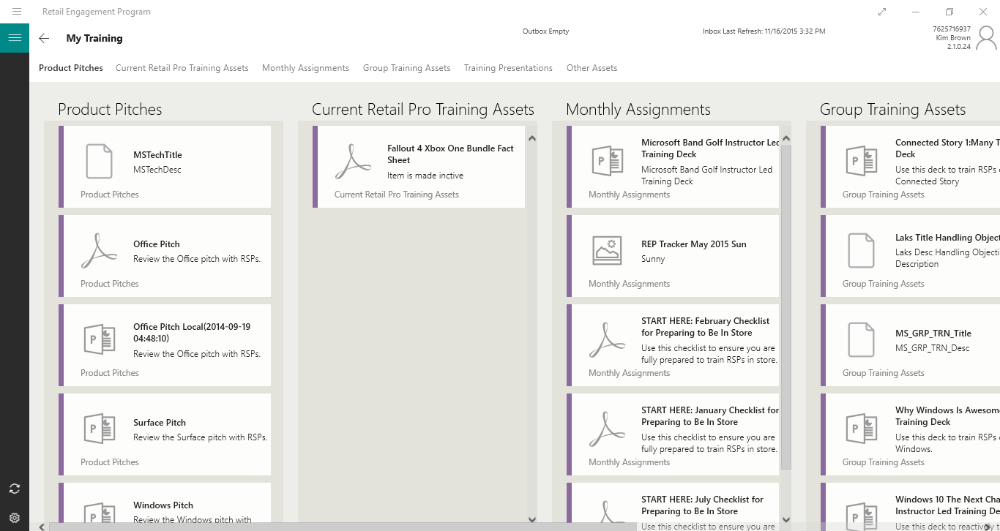 Retail Engagement Program
My Training
Outbox Empty
Inbox Last Refresh: 11/16/2015 3:32 PM
7625716937
Kim Brown
2.1.0.24
Product Pitches
Current Retail Pro Training Assets
Monthly Assignments
Group Training Assets
Training Presentations
Other Assets
Product Pitches
MSTechTitle
MSTechDesc
Product Pitches
Office Pitch
Review the Office pitch with RSPs.
Product Pitches
P
Office Pitch Local(2014-09-19
04:48:10)
Review the Office pitch with RSPs.
Product Pitches
P
Surface Pitch
Review the Surface pitch with RSPs.
Product Pitches
P
Windows Pitch
Review the Windows pitch with
Current Retail Pro Training Assets
Fallout 4 Xbox One Bundle Fact
Sheet
Item is made inctive
Current Retail Pro Training Assets
Monthly Assignments
P
Microsoft Band Golf Instructor Led
Training Deck
Microsoft Band Golf Instructor Led
Training Deck
Monthly Assignments
REP Tracker May 2015 Sun
Sunny
Monthly Assignments
START HERE: February Checklist
for Preparing to Be In Store
Use this checklist to ensure you are
fully prepared to train RSPs in store.
Monthly Assignments
START HERE: January Checklist for
Preparing to Be In Store
Use this checklist to ensure you are
fully prepared to train RSPs in store.
Monthly Assignments
START HERE: July Checklist for
Preparing to Be In Store
Use this checklist to ensure you are
Group Training Assets
P
Connected Story 1:Many T
Deck
Use this deck to train RSPs
Connected Story
Group Training Assets
Laks Title Handling Object
Laks Desc Handling Objecti
Description
Group Training Assets
MS_GRP_TRN_Title
MS_GRP_TRN_Desc
Group Training Assets
P
Why Windows Is Awesom
Training Deck
Use this deck to train RSPs
Windows.
Group Training Assets
P
Windows 10 The Next Cha
Instructor Led Training De
Use this deck to reactively t